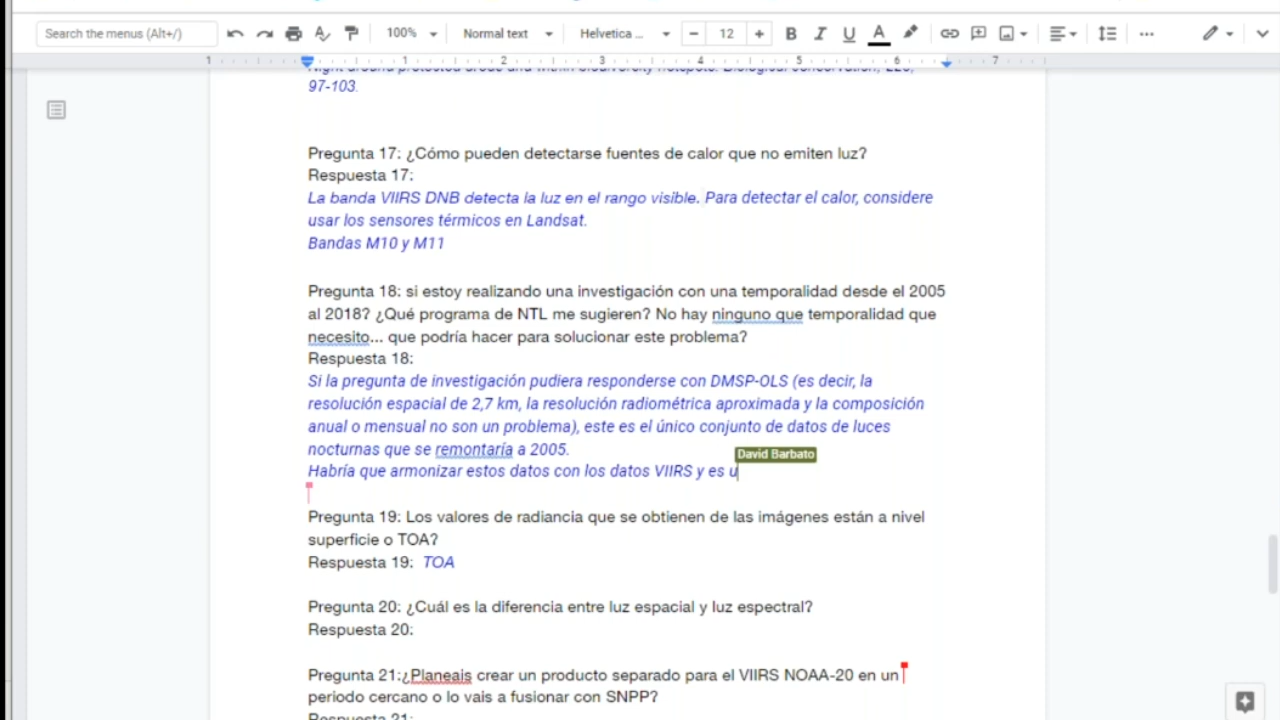 Search the menus (Alt+/)
100%
Normal text
Helvetica ...
12
B I U A
1 1 2 3 4 5 6 7
97-103.
Pregunta 17: ¿Cómo pueden detectarse fuentes de calor que no emiten luz?
Respuesta 17:
La banda VIIRS DNB detecta la luz en el rango visible. Para detectar el calor, considere
usar los sensores térmicos en Landsat.
Bandas M10 y M11
Pregunta 18: si estoy realizando una investigación con una temporalidad desde el 2005
al 2018? ¿Qué programa de NTL me sugieren? No hay ninguno que temporalidad que
necesito... que podría hacer para solucionar este problema?
Respuesta 18:
Si la pregunta de investigación pudiera responderse con DMSP-OLS (es decir, la
resolución espacial de 2,7 km, la resolución radiométrica aproximada y la composición
anual o mensual no son un problema), este es el único conjunto de datos de luces
nocturnas que se remontaría a 2005.
David Barbato
Habría que armonizar estos datos con los datos VIIRS y es u
Pregunta 19: Los valores de radiancia que se obtienen de las imágenes están a nivel
superficie o TOA?
Respuesta 19: TOA
Pregunta 20: ¿Cuál es la diferencia entre luz espacial y luz espectral?
Respuesta 20:
Pregunta 21:¿Planeais crear un producto separado para el VIIRS NOAA-20 en un
periodo cercano o lo vais a fusionar con SNPP?
Respuesta 21: